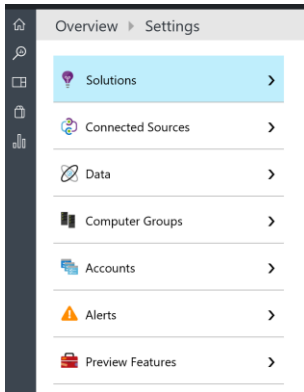 Overview Settings
Solutions
Connected Sources
Data
Computer Groups
Accounts
Alerts
Preview Features